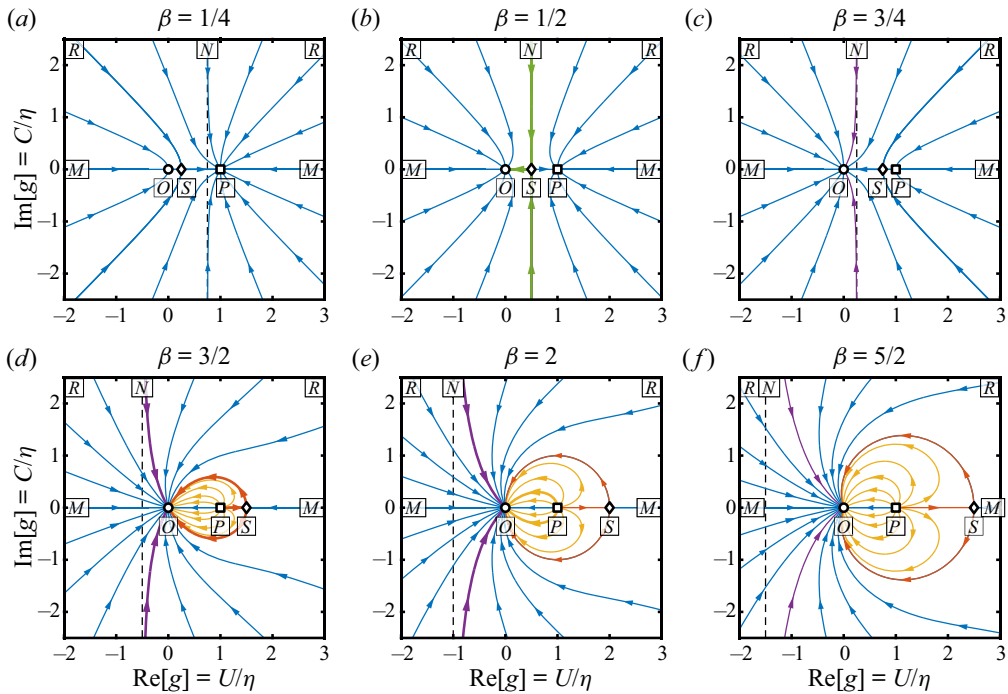 (a) β = 1/4
(b) β = 1/2
(c) β = 3/4
R N R
R N R
R N R
2
1
0
−1
−2
Im[g] = C/η
M O S P M
M O S P M
M O S P M
−2 −1 0 1 2 3
−2 −1 0 1 2 3
−2 −1 0 1 2 3
(d) β = 3/2
(e) β = 2
(f) β = 5/2
R N R
R N R
R N R
2
1
0
−1
−2
Im[g] = C/η
M O P S M
M O P S M
M O P S M
−2 −1 0 1 2 3
−2 −1 0 1 2 3
−2 −1 0 1 2 3
Re[g] = U/η
Re[g] = U/η
Re[g] = U/η